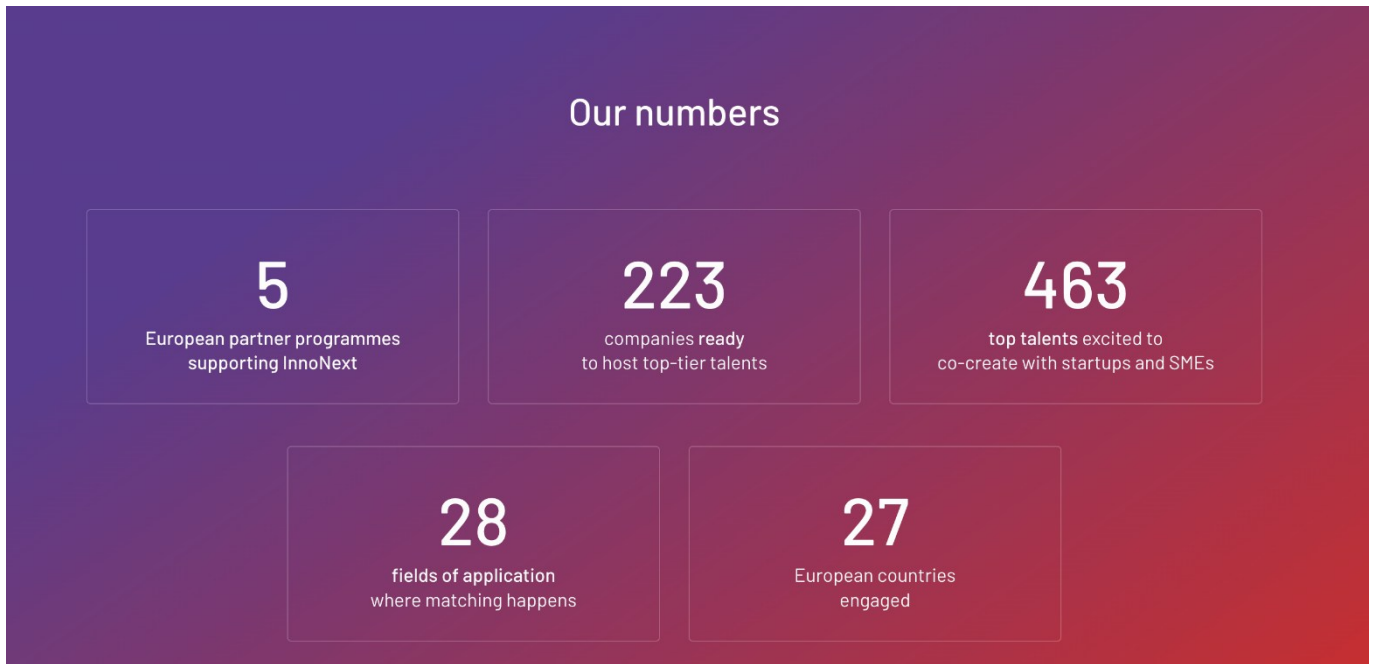 Our numbers
5
European partner programmes
supporting InnoNext
223
companies ready
to host top-tier talents
463
top talents excited to
co-create with startups and SMEs
28
fields of application
where matching happens
27
European countries
engaged